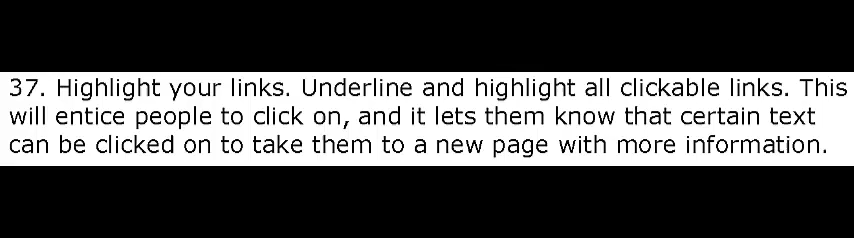 37. Highlight your links. Underline and highlight all clickable links. This
will entice people to click on, and it lets them know that certain text
can be clicked on to take them to a new page with more information.